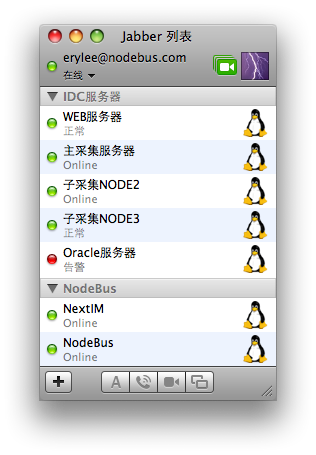 Jabber 列表
erylee@nodebus.com
在线
IDC服务器
WEB服务器
正常
主采集服务器
Online
子采集NODE2
Online
子采集NODE3
正常
Oracle服务器
告警
NodeBus
NextIM
Online
NodeBus
Online
A